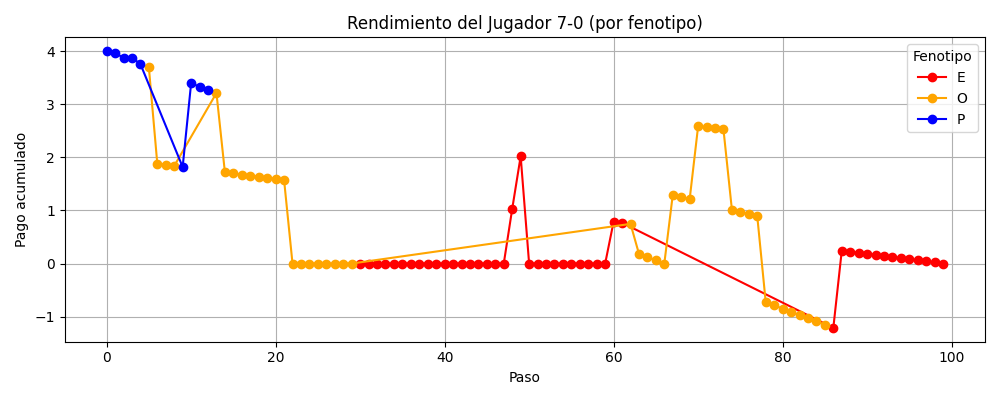 Rendimiento del Jugador 7-0 (por fenotipo)
Pago acumulado
4
3
2
1
0
−1
Fenotipo
E
O
P
0 20 40 60 80 100
Paso